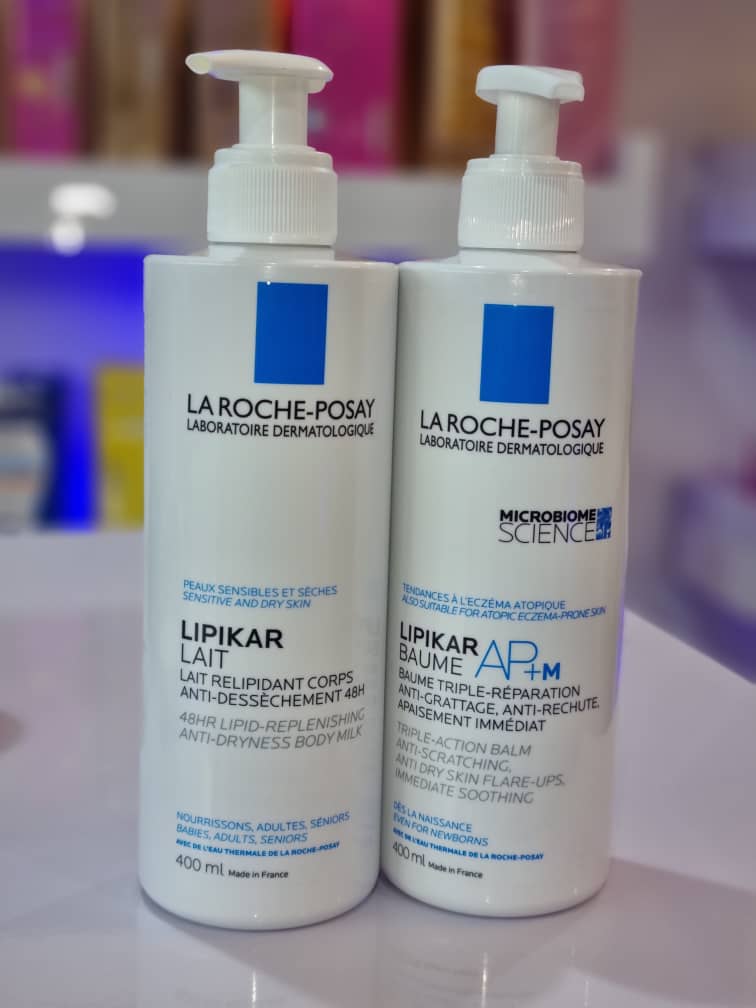 LA ROCHE-POSAY
LABORATOIRE DERMATOLOGIQUE
PEAUX SENSIBLES ET SÈCHES
SENSITIVE AND DRY SKIN
LIPIKAR
LAIT
LAIT RELIPIDANT CORPS
ANTI-DESSÈCHEMENT 48H
48HR LIPID-REPLENISHING
ANTI-DRYNESS BODY MILK
NOURRISSONS, ADULTES, SÉNIORS
BABIES, ADULTS, SENIORS
AVEC DE L'EAU THERMALE DE LA ROCHE-POSAY
400 ml Made in France
LA ROCHE-POSAY
LABORATOIRE DERMATOLOGIQUE
MICROBIOME
SCIENCE
TENDANCES À L'ECZÉMA ATOPIQUE
ALSO SUITABLE FOR ATOPIC ECZEMA-PRONE SKIN
LIPIKAR
BAUME AP+M
BAUME TRIPLE-RÉPARATION
ANTI-GRATTAGE, ANTI-RECHUTE,
APAISEMENT IMMÉDIAT
TRIPLE-ACTION BALM
ANTI-SCRATCHING,
ANTI DRY SKIN FLARE-UPS,
IMMEDIATE SOOTHING
DÈS LA NAISSANCE
EVEN FOR NEWBORNS
AVEC DE L'EAU THERMALE DE LA ROCHE-POSAY
400 ml Made in France